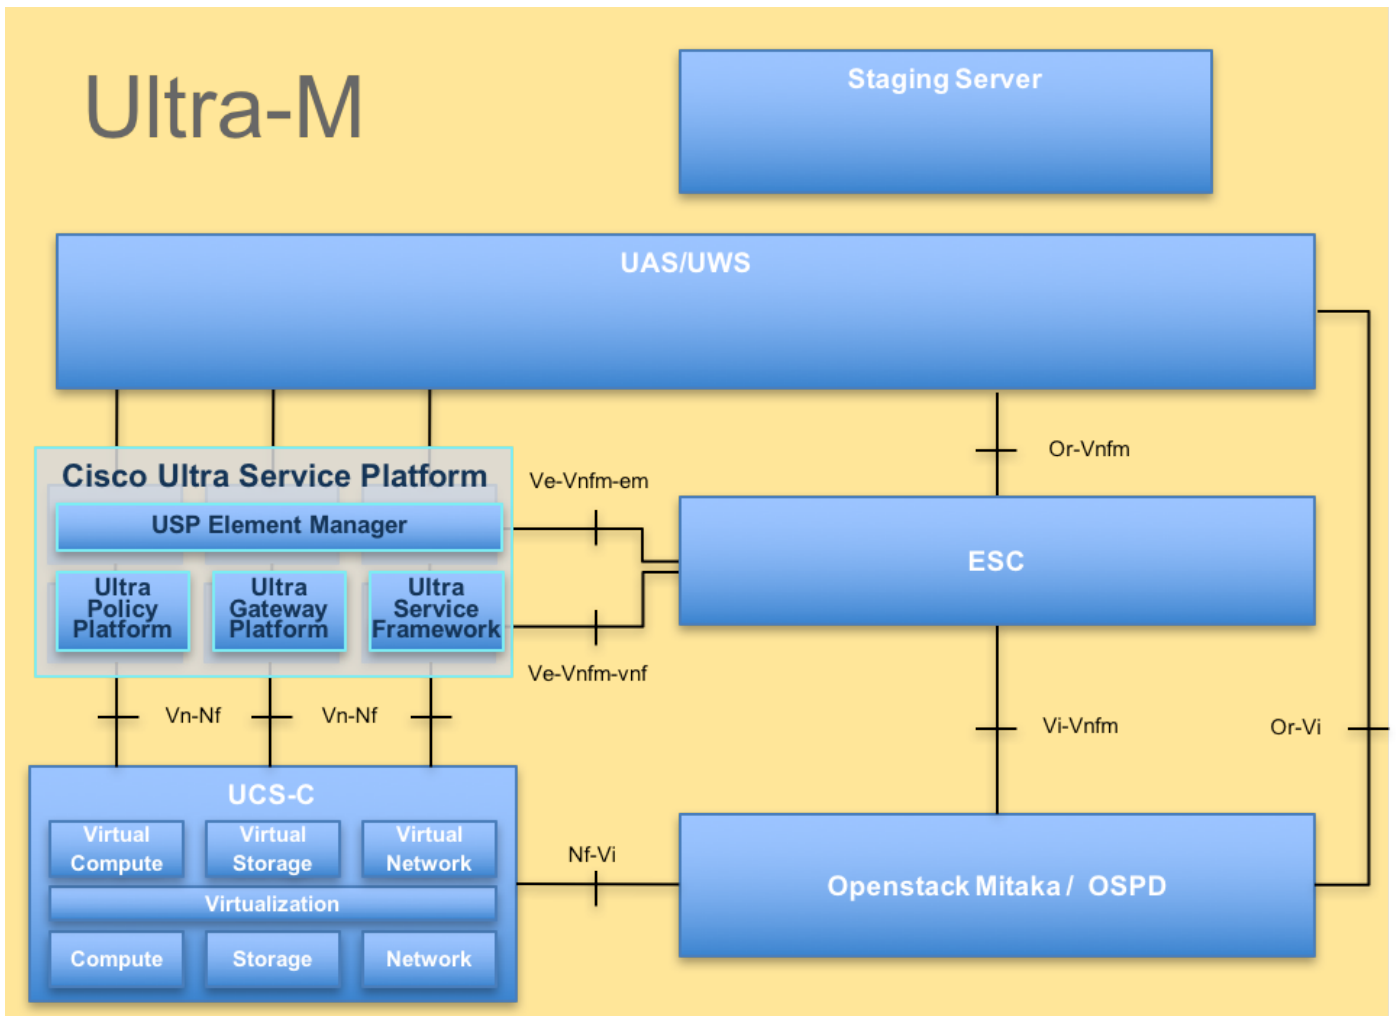 Ultra-M
Staging Server
UAS/UWS
Or-Vnfm
Cisco Ultra Service Platform
Ve-Vnfm-em
USP Element Manager
ESC
Ultra
Policy
Platform
Ultra
Gateway
Platform
Ultra
Service
Framework
Ve-Vnfm-vnf
Vn-Nf
Vn-Nf
Vi-Vnfm
Or-Vi
UCS-C
Virtual
Compute
Virtual
Storage
Virtual
Network
Nf-Vi
Openstack Mitaka / OSPD
Virtualization
Compute
Storage
Network